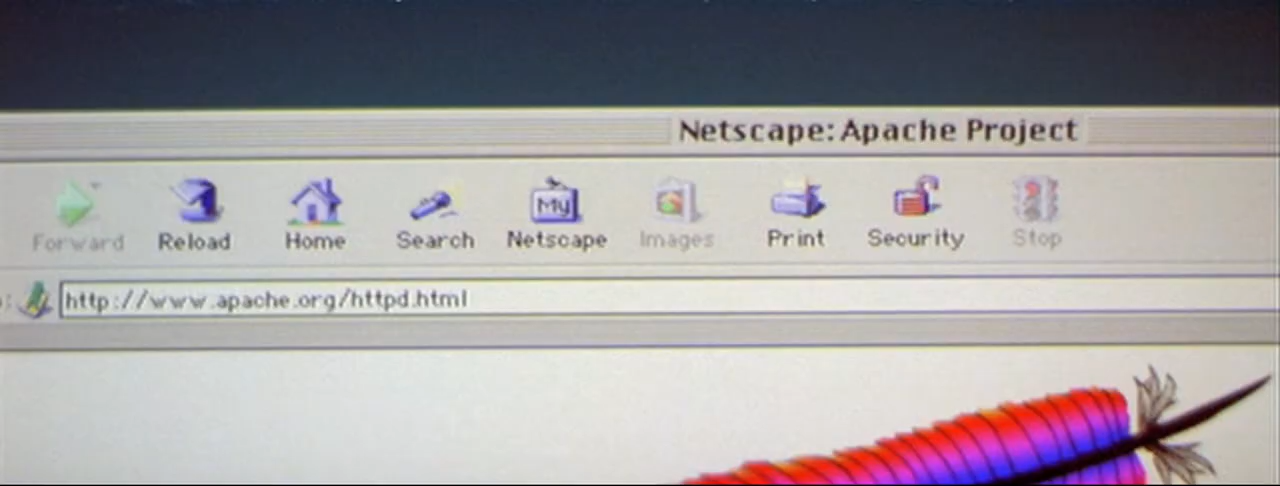 Netscape: Apache Project
Forward Reload Home Search My Netscape Images Print Security Stop
http://www.apache.org/httpd.html